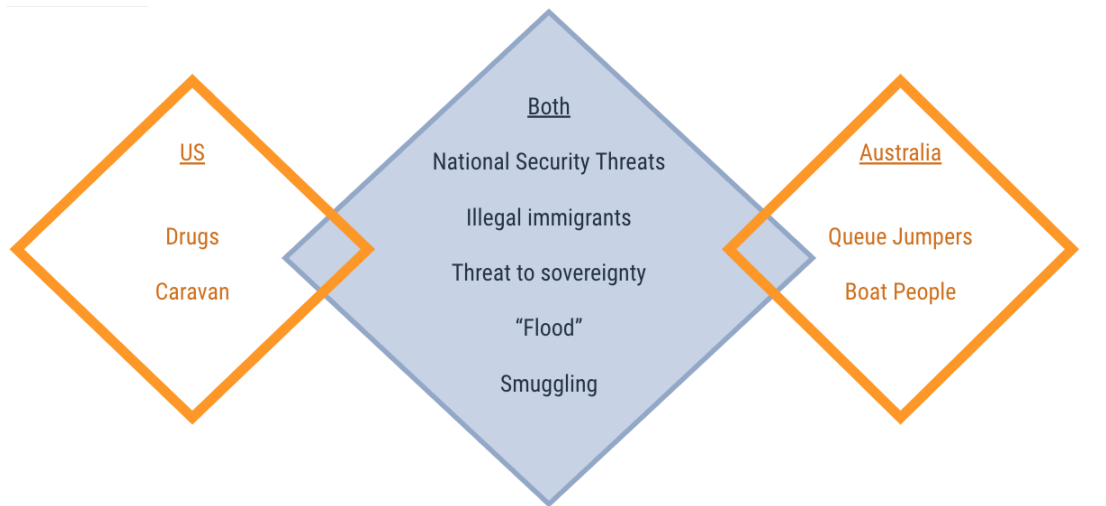 US
Drugs
Caravan
Both
National Security Threats
Illegal immigrants
Threat to sovereignty
“Flood”
Smuggling
Australia
Queue Jumpers
Boat People